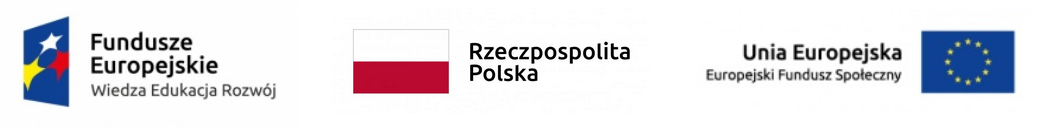 Fundusze
Europejskie
Wiedza Edukacja Rozwój
Rzeczpospolita
Polska
Unia Europejska
Europejski Fundusz Społeczny